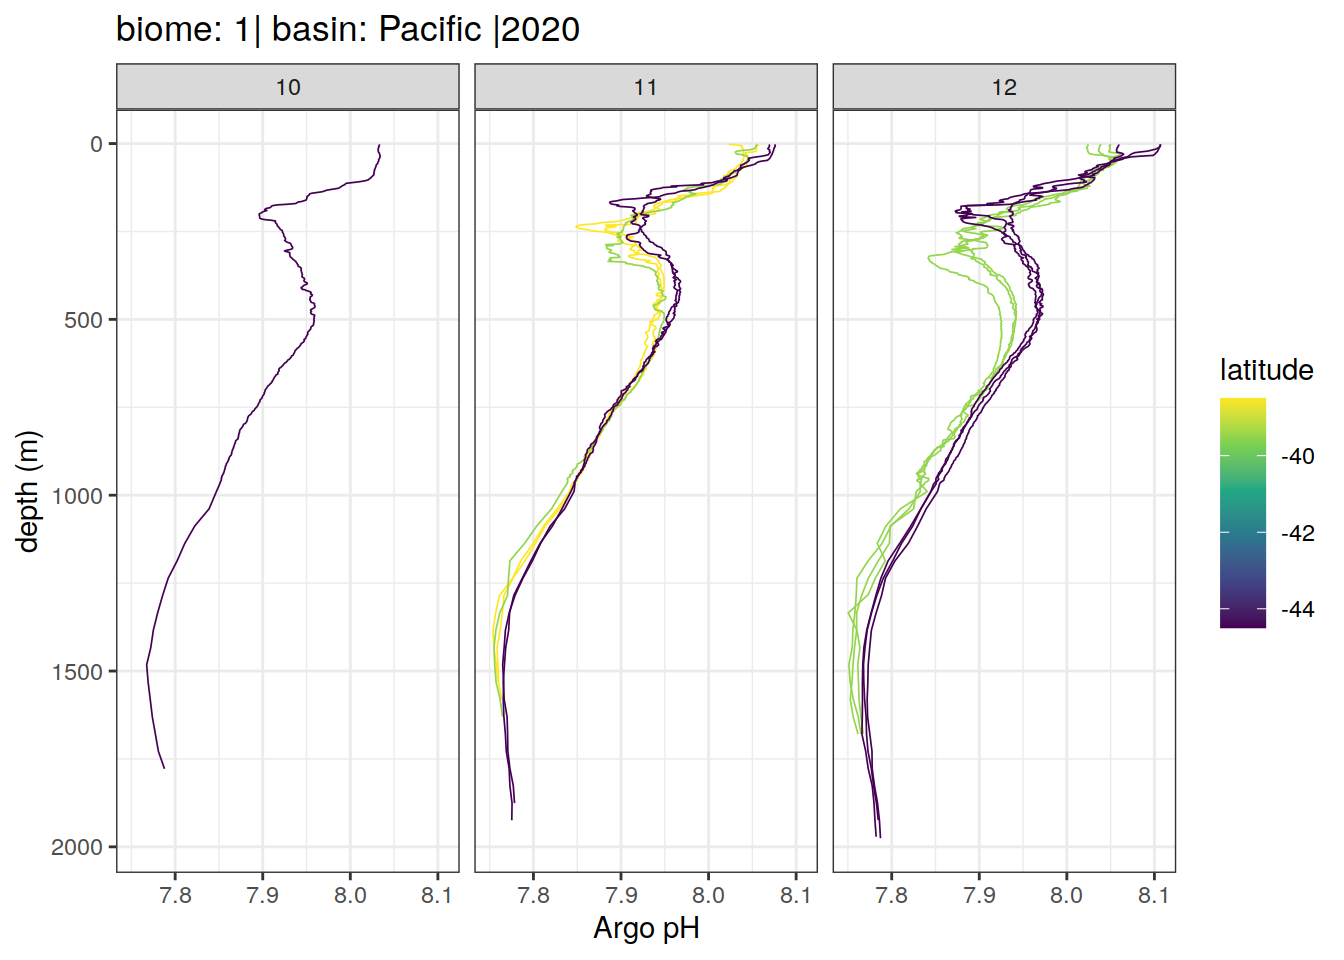 biome: 1| basin: Pacific |2020
10 11 12
depth (m)
0
500
1000
1500
2000
7.8 7.9 8.0 8.1 7.8 7.9 8.0 8.1 7.8 7.9 8.0 8.1
Argo pH
latitude
-40
-42
-44